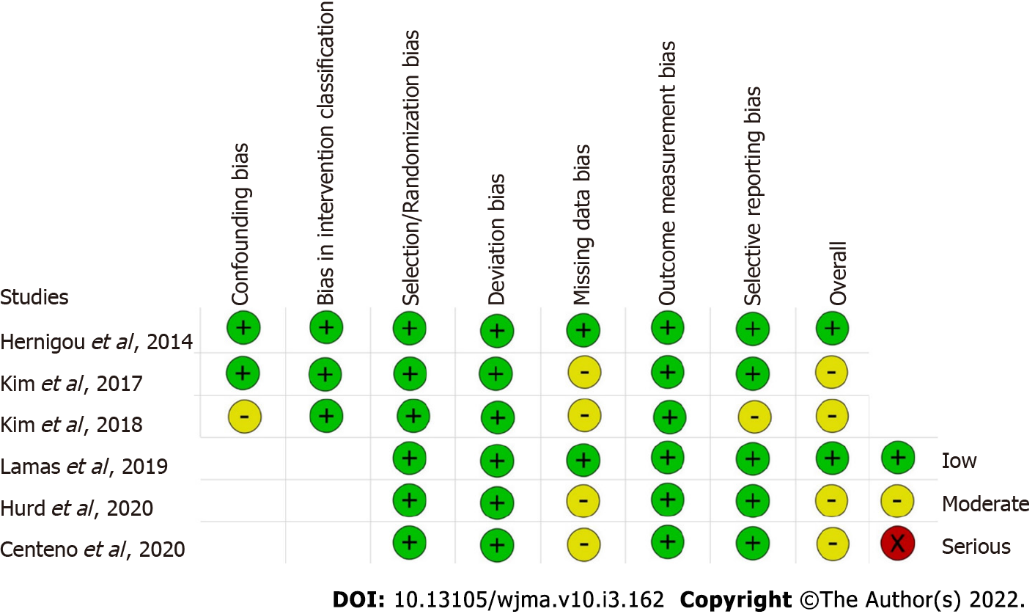 Confounding bias
Bias in intervention classification
Selection/Randomization bias
Deviation bias
Missing data bias
Outcome measurement bias
Selective reporting bias
Overall
Studies
Hernigou et al, 2014 + + + + + + + +
Kim et al, 2017 + + + + - + + -
Kim et al, 2018 - + + + - + - -
Lamas et al, 2019 + + + + + + + low
Hurd et al, 2020 + + - + + - - Moderate
Centeno et al, 2020 + + - + + - X Serious
DOI: 10.13105/wjma.v10.i3.162 Copyright ©The Author(s) 2022.